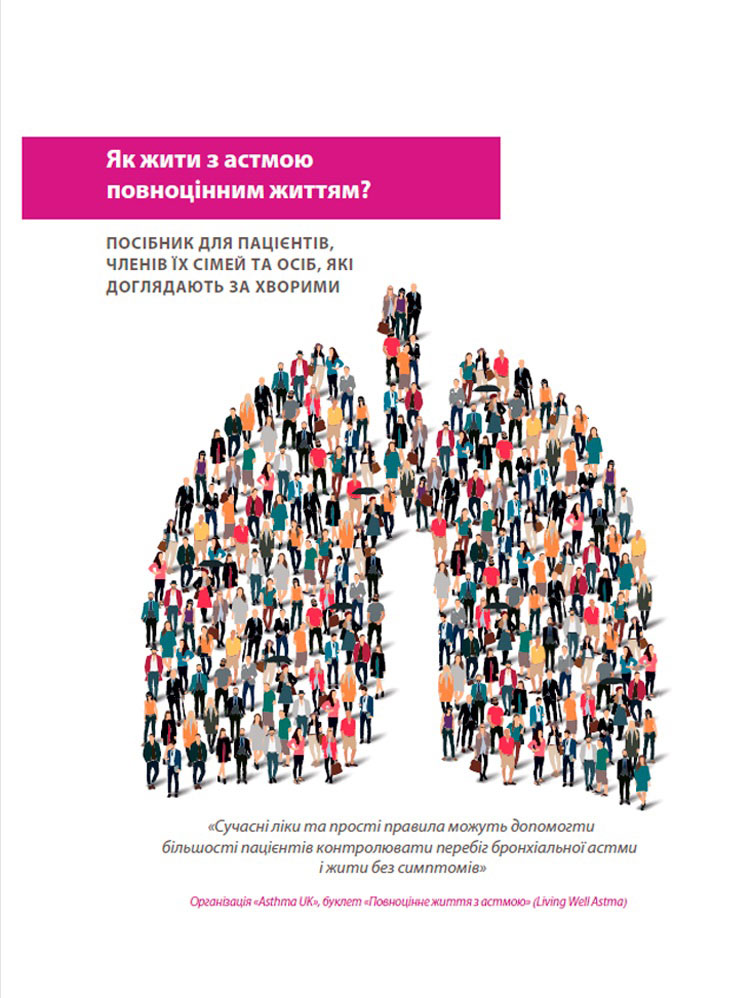 Як жити з астмою
повноцінним життям?
ПОСІБНИК ДЛЯ ПАЦІЄНТІВ,
ЧЛЕНІВ ЇХ СІМЕЙ ТА ОСІБ, ЯКІ
ДОГЛЯДАЮТЬ ЗА ХВОРИМИ
«Сучасні ліки та прості правила можуть допомогти
більшості пацієнтів контролювати перебіг бронхіальної астми
і жити без симптомів»
Організація «Asthma UK», буклет «Повноцінне життя з астмою» (Living Well Astma)